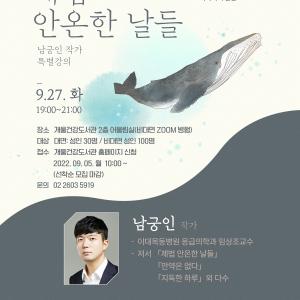 안온한 날들
남궁인 작가
특별강의
9.27. 화
19:00~21:00
장소 개울건강도서관 2층 어울림실(비대면 ZOOM 병행)
대상 대면: 성인 30명 / 비대면 성인 100명
접수 개울건강도서관 홈페이지 신청
2022. 09. 05. 월 10:00~
(선착순 모집 마감)
문의 02 2603 5919
남궁인 작가
- 이대목동병원 응급의학과 임상조교수
- 저서 「제법 안온한 날들」
「만약은 없다」
「지독한 하루」 외 다수